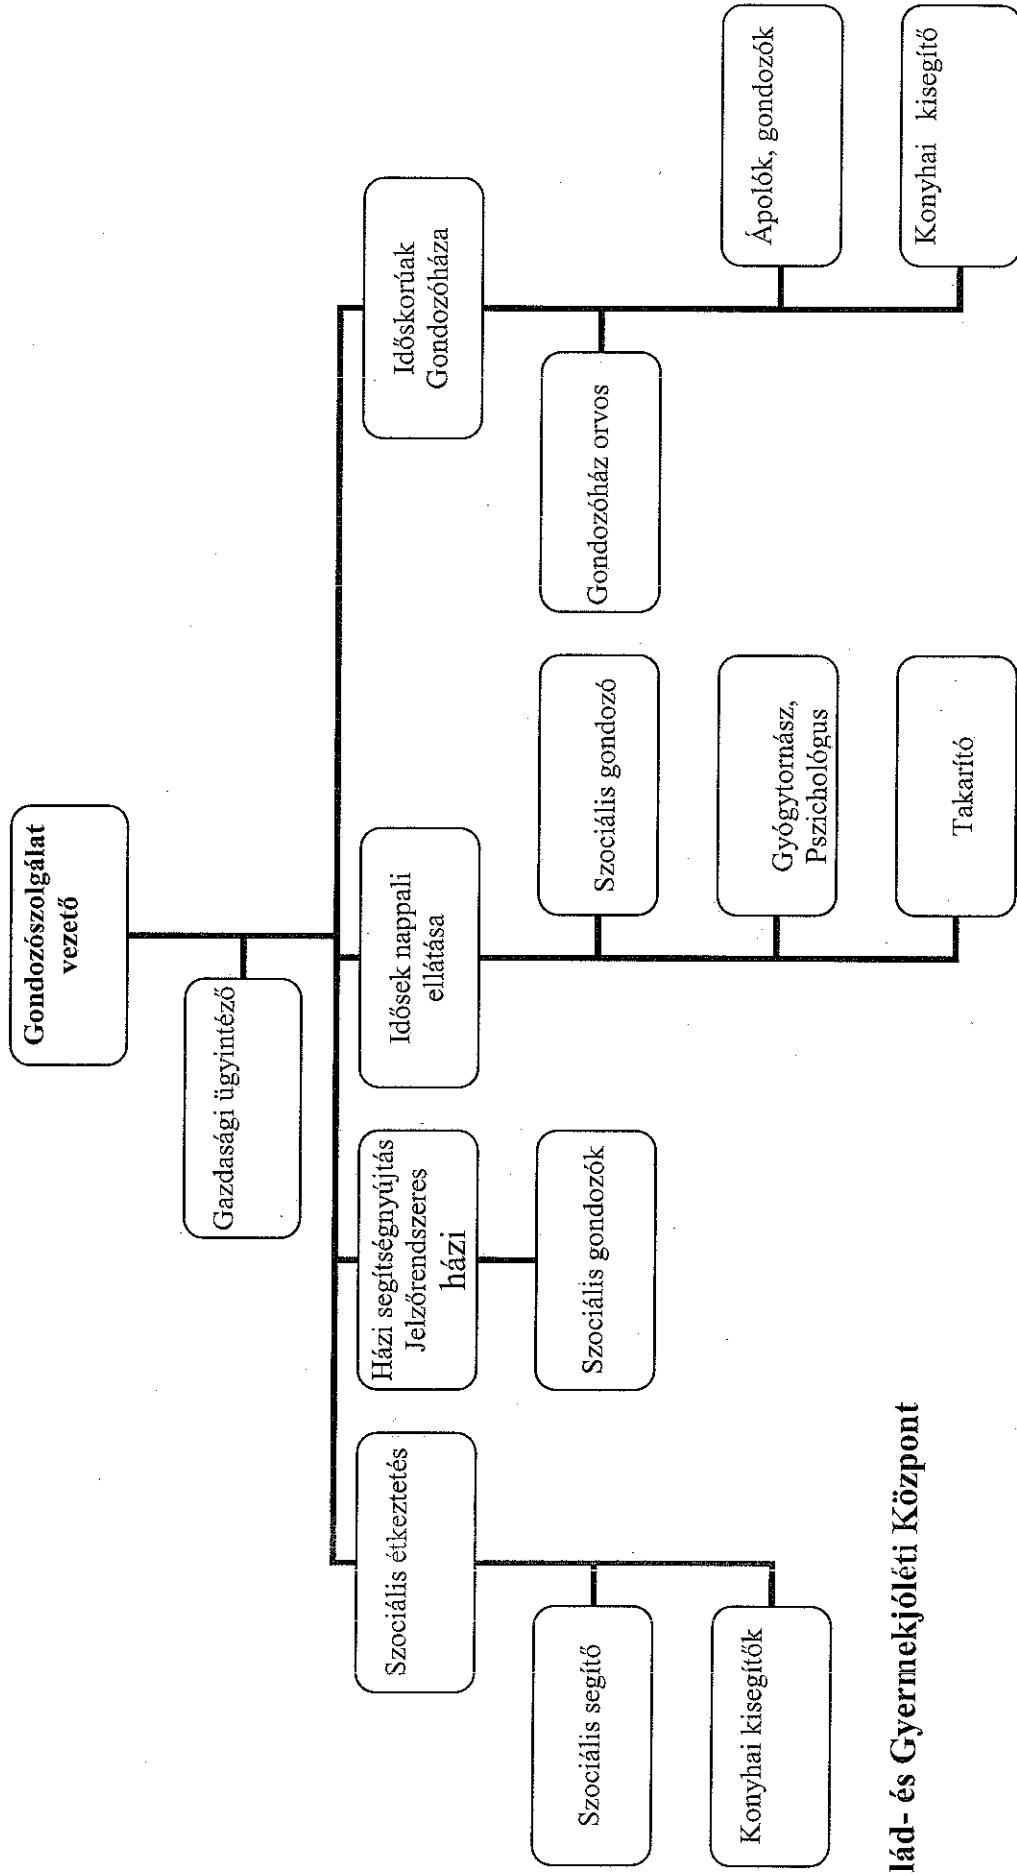 Gondozószolgálat
vezető
Gazdasági ügyintéző
Szociális étkeztetés
Házi segítségnyújtás
Jelzőrendszeres
házi
Idősek nappali
ellátása
Időskorúak
Gondozóháza
Szociális segítő
Konyhai kisegítők
Szociális gondozók
Szociális gondozó
Gyógytornász,
Pszichológus
Takarító
Gondozóház orvos
Ápolók, gondozók
Konyhai kisegítő
lád- és Gyermekjóléti Központ